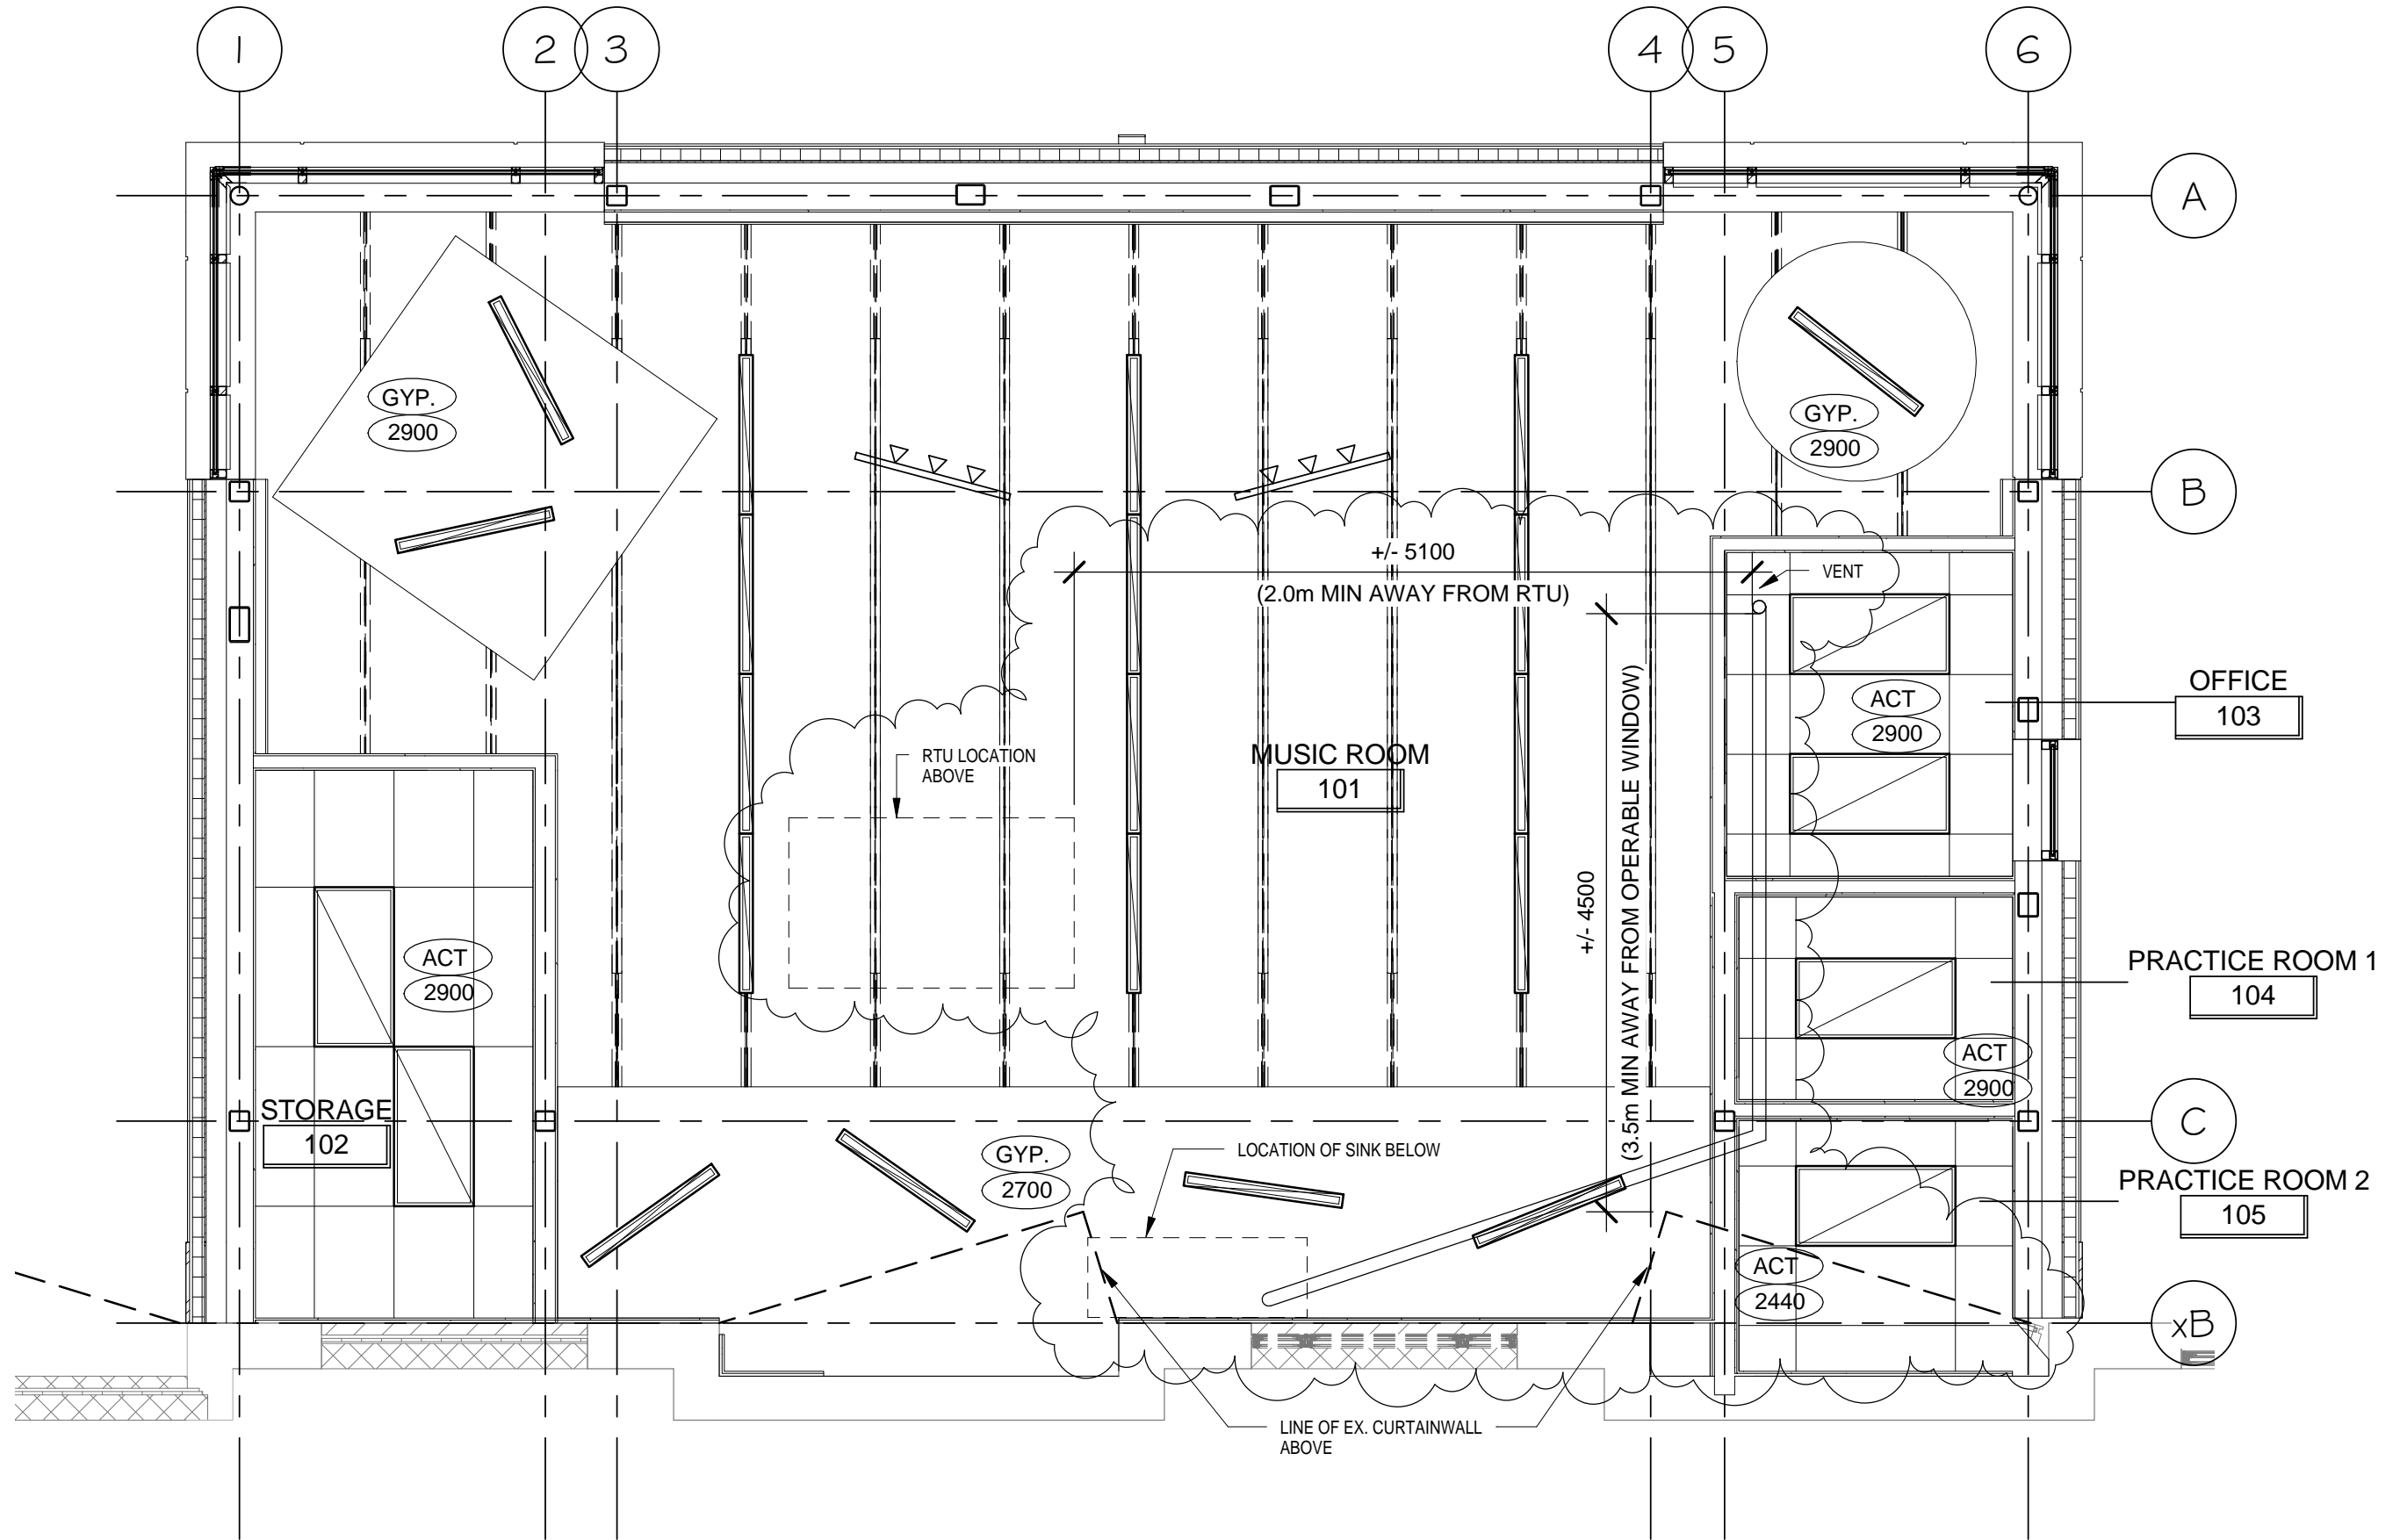 1
2
3
4
5
6
A
GYP.
2900
GYP.
2900
B
+/- 5100
(2.0m MIN AWAY FROM RTU)
VENT
OFFICE
103
ACT
2900
RTU LOCATION
ABOVE
MUSIC ROOM
101
+/- 4500
(3.5m MIN AWAY FROM OPERABLE WINDOW)
ACT
2900
PRACTICE ROOM 1
104
ACT
2900
STORAGE
102
C
GYP.
2700
LOCATION OF SINK BELOW
PRACTICE ROOM 2
105
ACT
2440
xB
LINE OF EX. CURTAINWALL
ABOVE